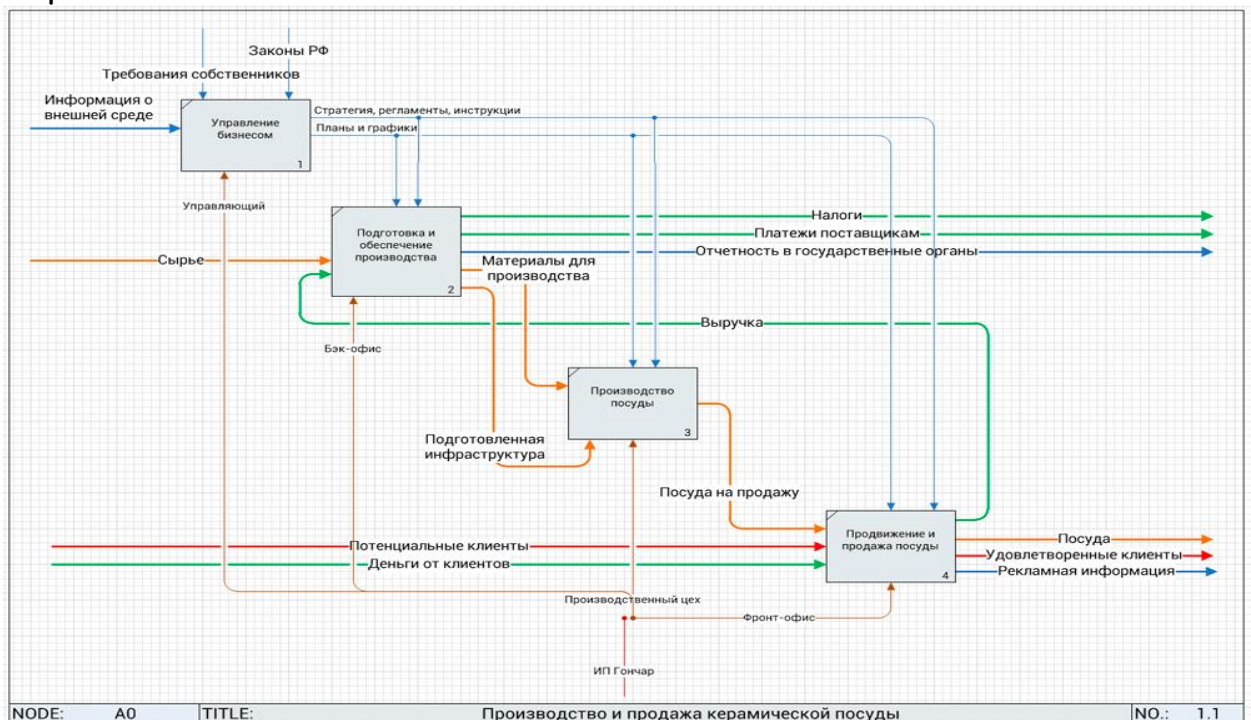 Законы РФ
Требования собственников
Информация о
внешней среде
Управление
бизнесом
1
Стратегия, регламенты, инструкции
Планы и графики
Управляющий
Подготовка и
обеспечение
производства
2
Налоги
Платежи поставщикам
Отчетность в государственные органы
Сырье
Материалы для
производства
Выручка
Бэк-офис
Производство
посуды
3
Подготовленная
инфраструктура
Посуда на продажу
Продвижение и
продажа посуды
4
Потенциальные клиенты
Деньги от клиентов
Посуда
Удовлетворенные клиенты
Рекламная информация
Производственный цех
Фронт-офис
ИП Гончар
NODE: A0 TITLE: Производство и продажа керамической посуды NO.: 1.1